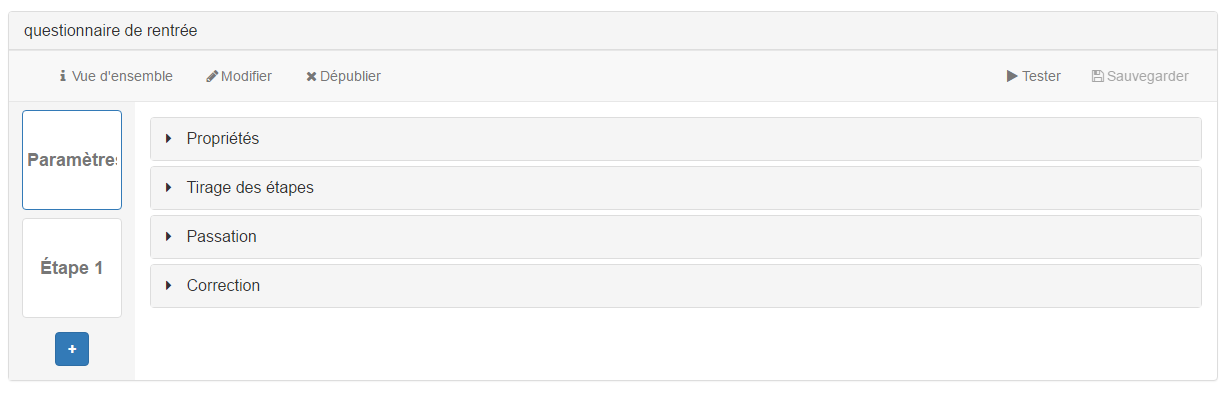 questionnaire de rentrée
Vue d'ensemble Modifier Dépublier Tester Sauvegarder
Paramètres
Propriétés
Tirage des étapes
Passation
Correction
Étape 1
+